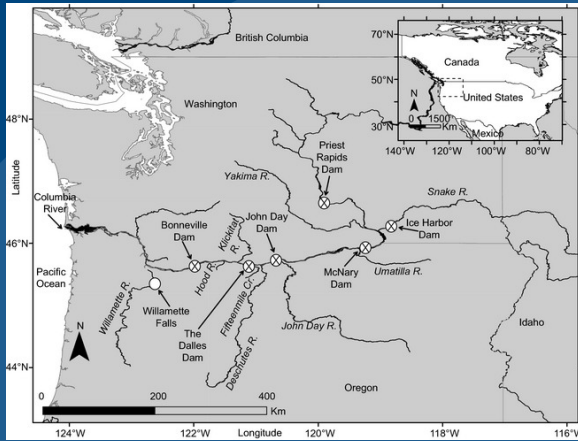 British Columbia
Washington
48°N
Latitude
46°N
44°N
Columbia
River
Pacific
Ocean
Priest
Rapids
Dam
Yakima R.
Snake R.
Bonneville
Dam
Klickitat
R.
John Day
Dam
Ice Harbor
Dam
Hood R.
McNary
Dam
Umatilla R.
Willamette R.
Willamette
Falls
The
Dalles
Dam
Fifteenmile Cr.
Deschutes R.
John Day R.
Idaho
Oregon
N
0 200 400
Km
124°W 122°W Longitude 120°W 118°W 116°W
70°N
50°N
30°N
Canada
United States
Mexico
N
0 1500
Km
140°W 120°W 100°W 80°W